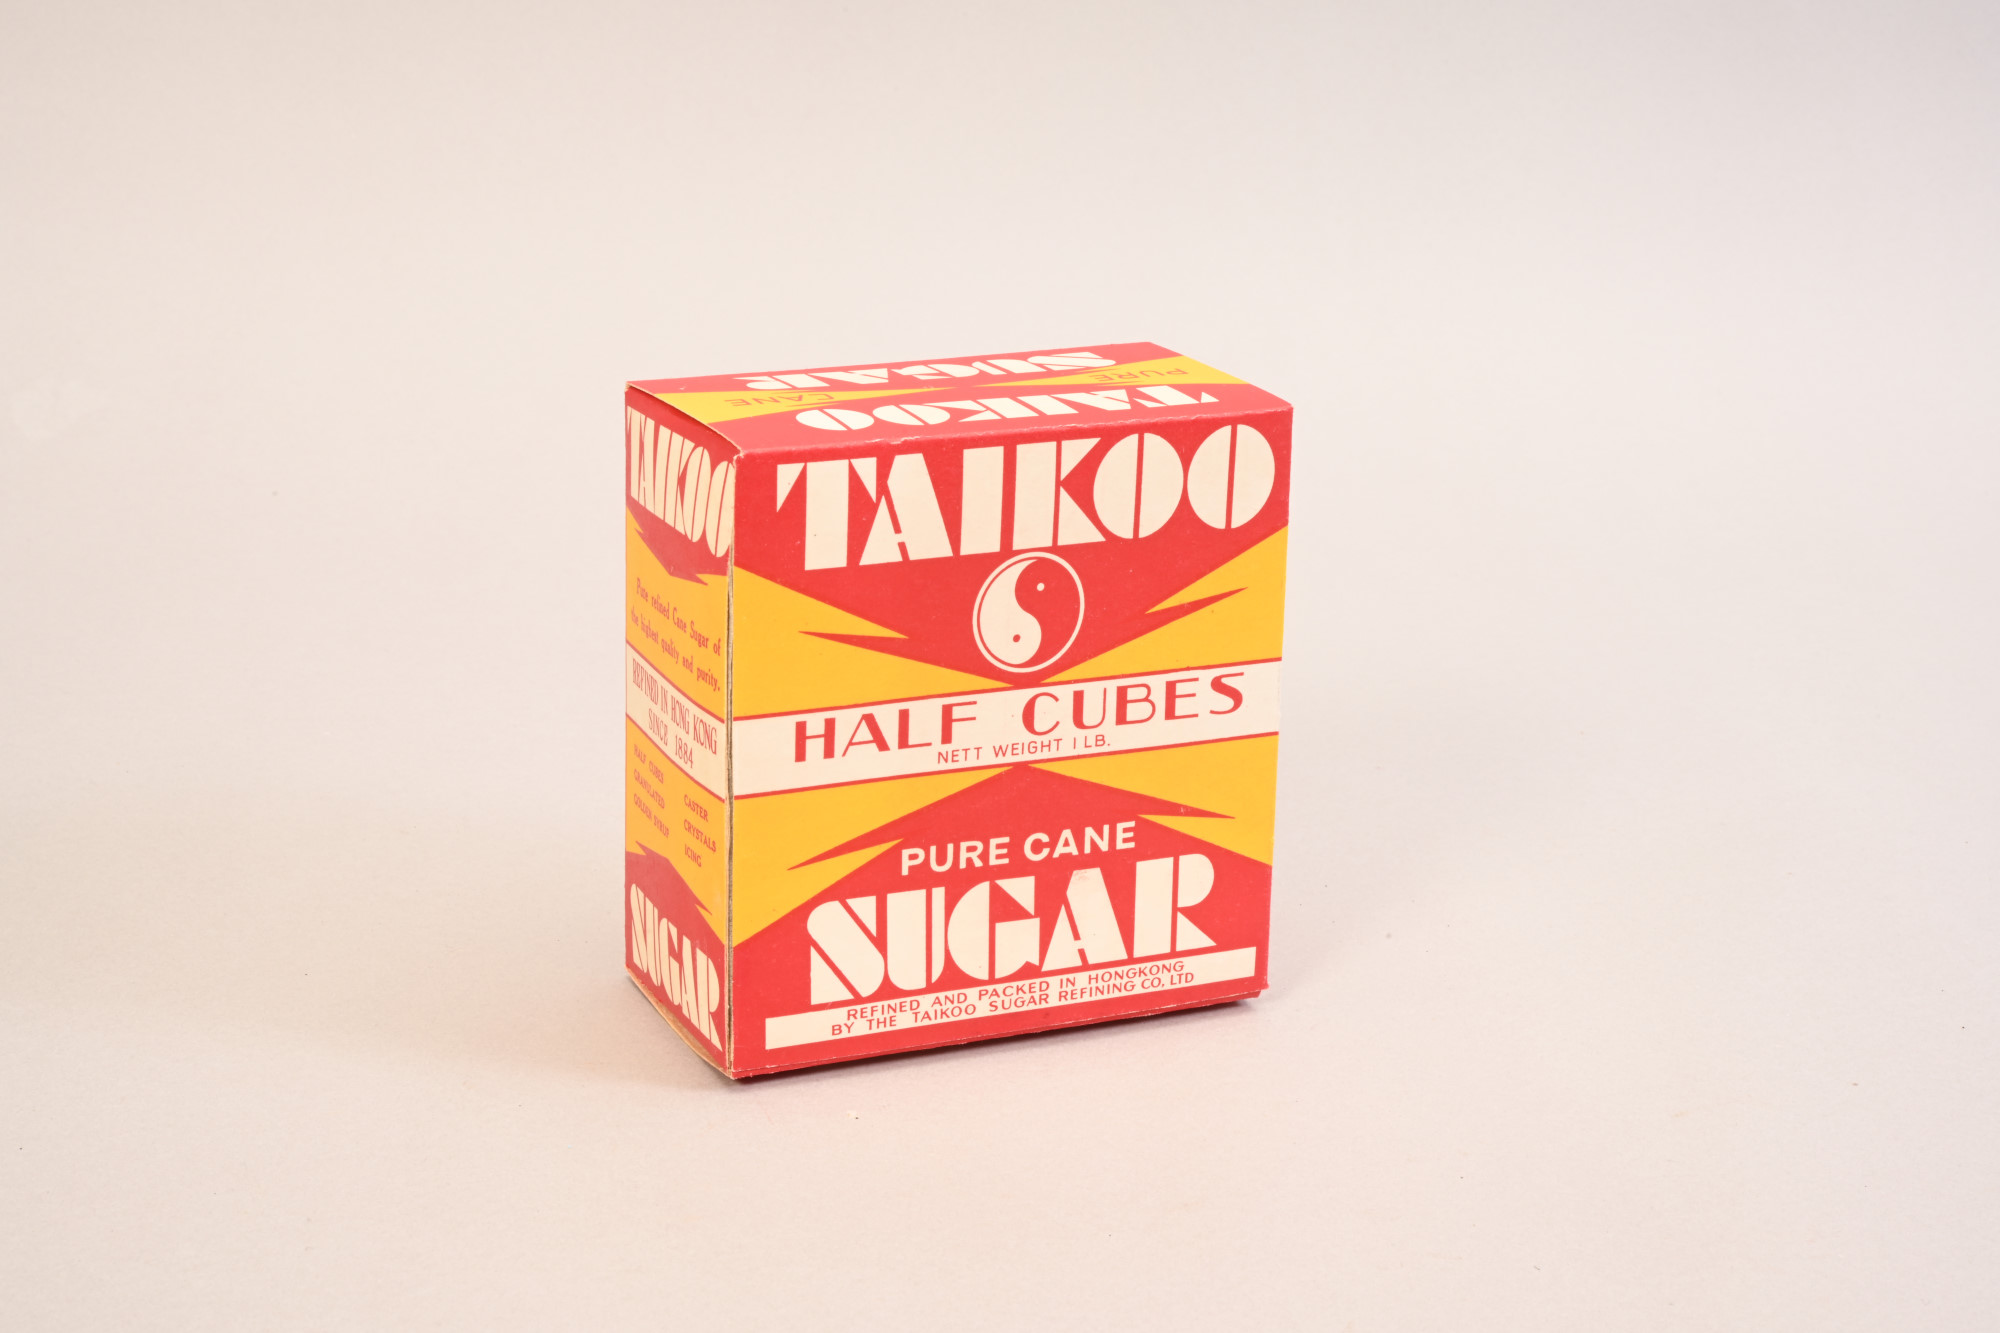 SUGAR
PURE CANE
TAIKOO
TAIKOO
HALF CUBES
NETT WEIGHT 1 LB.
PURE CANE
SUGAR
REFINED AND PACKED IN HONGKONG
BY THE TAIKOO SUGAR REFINING CO, LTD
TAIKOO
Pure refined Cane Sugar of
the highest quality and purity.
REFINED IN HONG KONG
SINCE 1884
HALF CUBES CASTER
GRANULATED CRYSTALS
GOLDEN SYRUP ICING
SUGAR